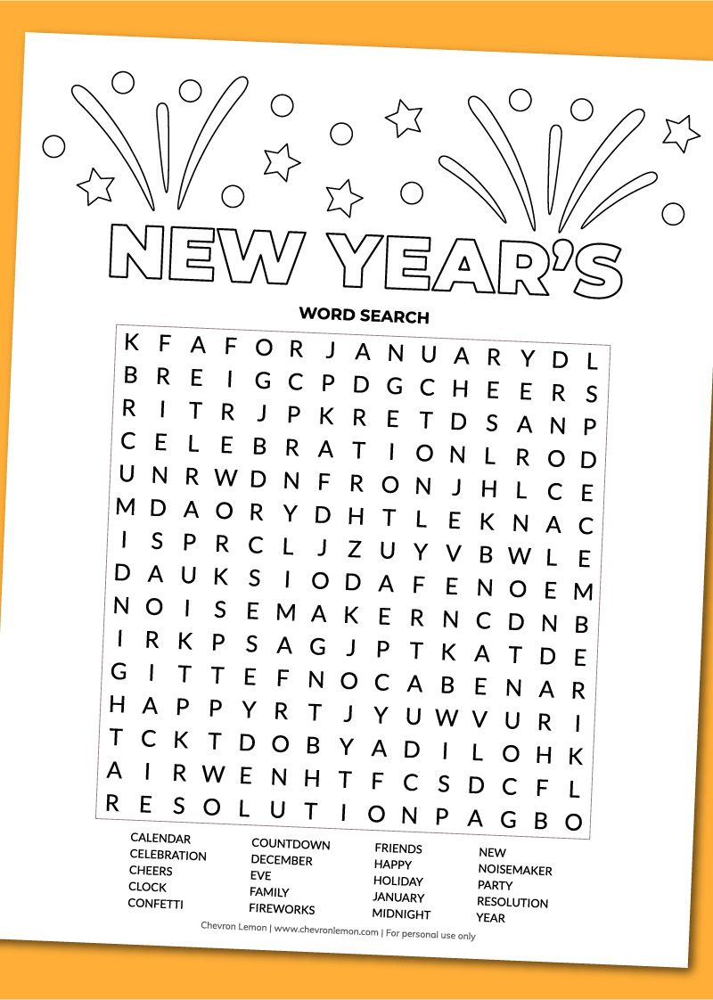 NEW YEAR'S
WORD SEARCH
K F A F O R J A N U A R Y D L
B R E I G C P D G C H E E R S
R I T R J P K R E T D S A N P
C E L E B R A T I O N L R O D
U N R W D N F R O N J H L C E
M D A O R Y D H T L E K N A C
I S P R C L J Z U Y V B W L E
D A U K S I O D A F E N O E M
N O I S E M A K E R N C D N B
I R K P S A G J P T K A T D E
G I T T E F N O C A B E N A R
H A P P Y R T J Y U W V U R I
T C K T D O B Y A D I L O H K
A I R W E N H T F C S D C F L
R E S O L U T I O N P A G B O
CALENDAR COUNTDOWN FRIENDS NEW
CELEBRATION DECEMBER HAPPY NOISEMAKER
CHEERS EVE HOLIDAY PARTY
CLOCK FAMILY JANUARY RESOLUTION
CONFETTI FIREWORKS MIDNIGHT YEAR
Chevron Lemon | www.chevronlemon.com | For personal use only